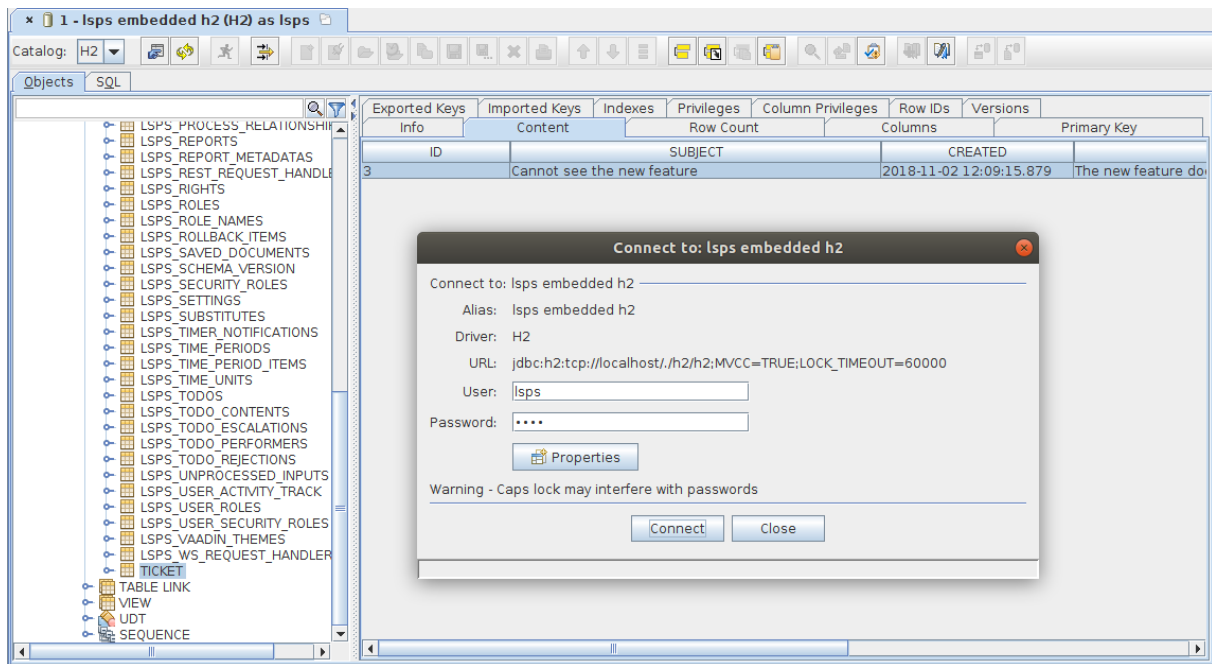 1 - lsps embedded h2 (H2) as lsps
Catalog: H2
Objects SQL
LSPS_PROCESS_RELATIONSHI
LSPS_REPORTS
LSPS_REPORT_METADATAS
LSPS_REST_REQUEST_HANDLE
LSPS_RIGHTS
LSPS_ROLES
LSPS_ROLE_NAMES
LSPS_ROLLBACK_ITEMS
LSPS_SAVED_DOCUMENTS
LSPS_SCHEMA_VERSION
LSPS_SECURITY_ROLES
LSPS_SETTINGS
LSPS_SUBSTITUTES
LSPS_TIMER_NOTIFICATIONS
LSPS_TIME_PERIODS
LSPS_TIME_PERIOD_ITEMS
LSPS_TIME_UNITS
LSPS_TODOS
LSPS_TODO_CONTENTS
LSPS_TODO_ESCALATIONS
LSPS_TODO_PERFORMERS
LSPS_TODO_REJECTIONS
LSPS_UNPROCESSED_INPUTS
LSPS_USER_ACTIVITY_TRACK
LSPS_USER_ROLES
LSPS_USER_SECURITY_ROLES
LSPS_VAADIN_THEMES
LSPS_WS_REQUEST_HANDLER
TICKET
TABLE LINK
VIEW
UDT
SEQUENCE
Exported Keys Imported Keys Indexes Privileges Column Privileges Row IDs Versions
Info Content Row Count Columns Primary Key
ID SUBJECT CREATED
3 Cannot see the new feature 2018-11-02 12:09:15.879 The new feature do
Connect to: lsps embedded h2
Connect to: lsps embedded h2
Alias: lsps embedded h2
Driver: H2
URL: jdbc:h2:tcp://localhost/./h2/h2;MVCC=TRUE;LOCK_TIMEOUT=60000
User: lsps
Password: ••••
Properties
Warning - Caps lock may interfere with passwords
Connect Close